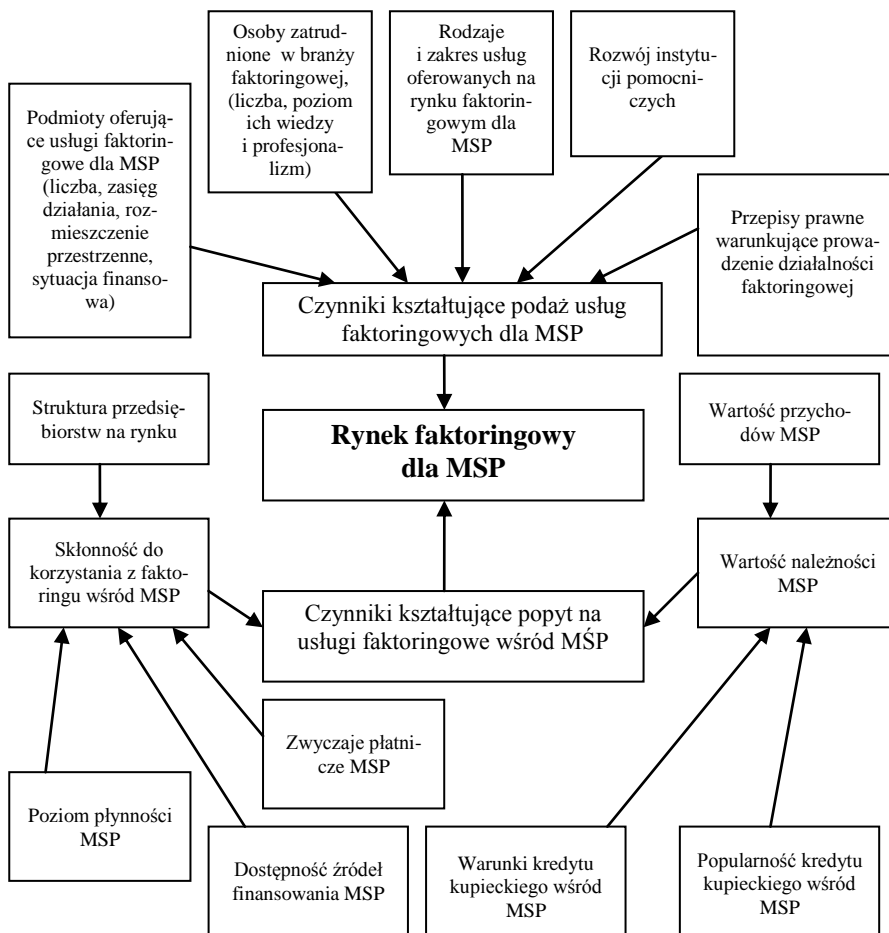 Osoby zatrud-
nione w branży
faktoringowej,
(liczba, poziom
ich wiedzy
i profesjona-
lizm)
Rodzaje
i zakres usług
oferowanych na
rynku faktorin-
gowym dla
MSP
Rozwój instytu-
cji pomocni-
czych
Podmioty oferują-
ce usługi faktorin-
gowe dla MSP
(liczba, zasięg
działania, roz-
mieszczenie
przestrzenne,
sytuacja finanso-
wa)
Przepisy prawne
warunkujące prowa-
dzenie działalności
faktoringowej
Czynniki kształtujące podaż usług
faktoringowych dla MSP
Struktura przedsię-
biorstw na rynku
Rynek faktoringowy
dla MSP
Wartość przycho-
dów MSP
Skłonność do
korzystania z fakto-
ringu wśród MSP
Czynniki kształtujące popyt na
usługi faktoringowe wśród MŚP
Wartość należności
MSP
Zwyczaje płatni-
cze MSP
Poziom płynności
MSP
Dostępność źródeł
finansowania MSP
Warunki kredytu
kupieckiego wśród
MSP
Popularność kredytu
kupieckiego wśród
MSP